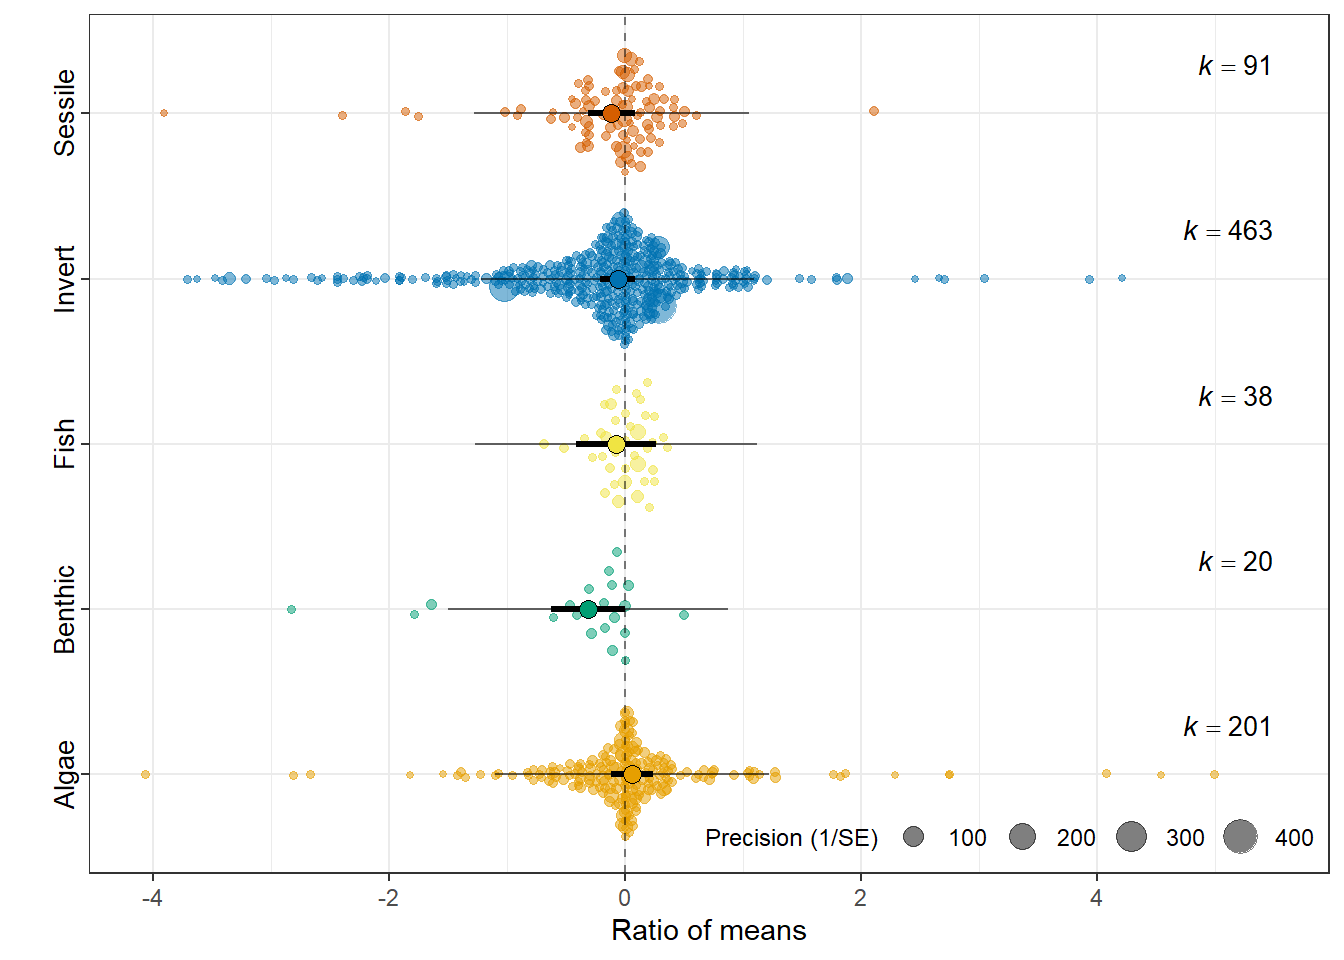 Sessile
k = 91
Invert
k = 463
Fish
k = 38
Benthic
k = 20
Algae
k = 201
Precision (1/SE) 100 200 300 400
-4 -2 0 2 4
Ratio of means